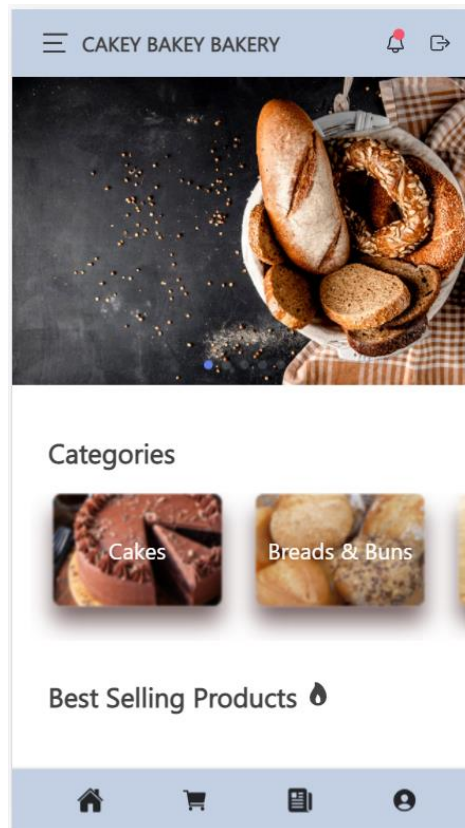 CAKEY BAKEY BAKERY
Categories
Cakes
Breads & Buns
Best Selling Products